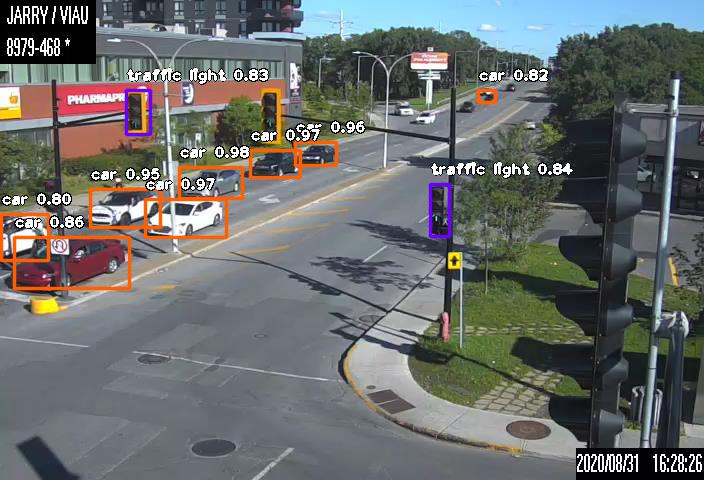 JARRY / VIAU
8979-468 *
traffic light 0.83
car 0.82
PHARMAPR
car 0.97
car 0.96
car 0.98
car 0.95
car 0.97
traffic light 0.84
car 0.80
car 0.86
2020/08/31 16:28:26